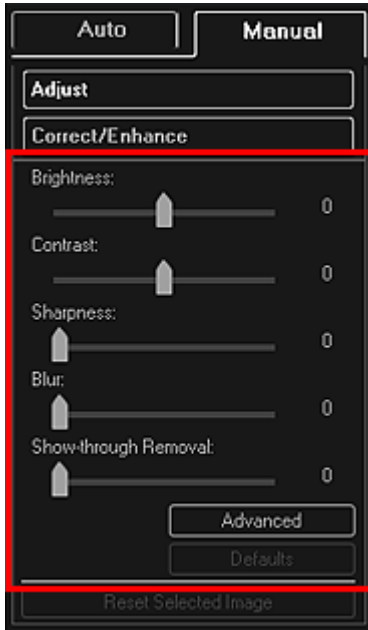 Auto Manual
Adjust
Correct/Enhance
Brightness:
0
Contrast:
0
Sharpness:
0
Blur:
0
Show-through Removal:
0
Advanced
Defaults
Reset Selected Image